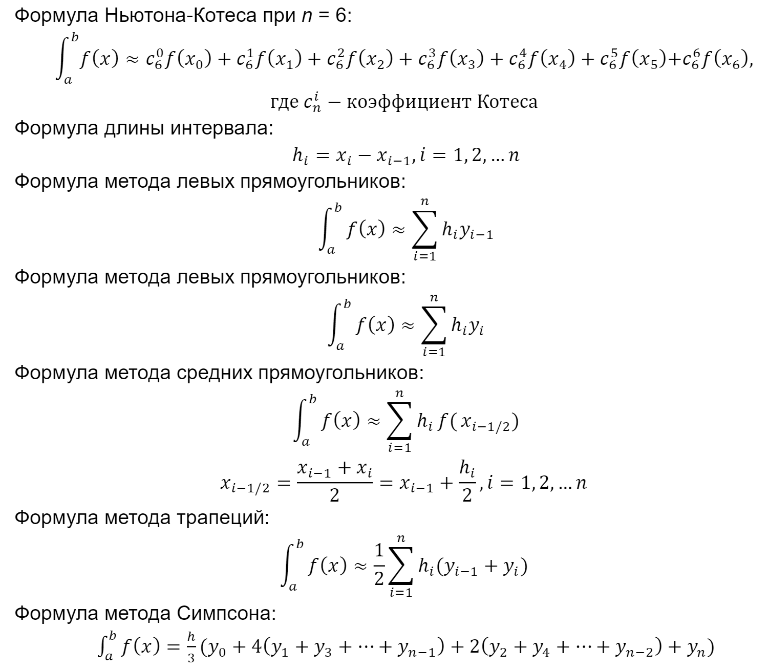 Формула Ньютона-Котеса при n = 6:
∫_a^b f(x) ≈ c_6^0 f(x_0) + c_6^1 f(x_1) + c_6^2 f(x_2) + c_6^3 f(x_3) + c_6^4 f(x_4) + c_6^5 f(x_5)+c_6^6 f(x_6),
где c_n^i − коэффициент Котеса
Формула длины интервала:
h_i = x_i − x_{i−1}, i = 1, 2, … n
Формула метода левых прямоугольников:
∫_a^b f(x) ≈ ∑_{i=1}^n h_i y_{i−1}
Формула метода левых прямоугольников:
∫_a^b f(x) ≈ ∑_{i=1}^n h_i y_i
Формула метода средних прямоугольников:
∫_a^b f(x) ≈ ∑_{i=1}^n h_i f(x_{i−1/2})
x_{i−1/2} = (x_{i−1} + x_i)/2 = x_{i−1} + h_i/2, i = 1, 2, … n
Формула метода трапеций:
∫_a^b f(x) ≈ 1/2 ∑_{i=1}^n h_i(y_{i−1} + y_i)
Формула метода Симпсона:
∫_a^b f(x) = h/3 (y_0 + 4(y_1 + y_3 + ⋯ + y_{n−1}) + 2(y_2 + y_4 + ⋯ + y_{n−2}) + y_n)